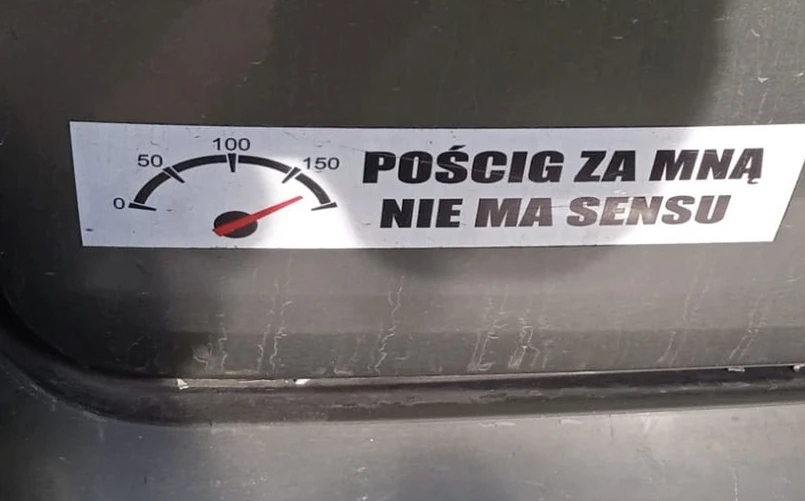 0 50 100 150
POŚCIG ZA MNĄ
NIE MA SENSU